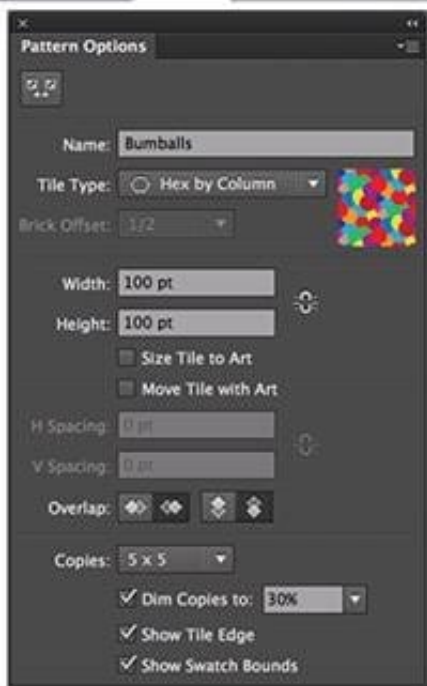 Pattern Options
Name: Bumballs
Tile Type: Hex by Column
Brick Offset: 1/2
Width: 100 pt
Height: 100 pt
Size Tile to Art
Move Tile with Art
H Spacing: 0 pt
V Spacing: 0 pt
Overlap:
Copies: 5 x 5
Dim Copies to: 30%
Show Tile Edge
Show Swatch Bounds